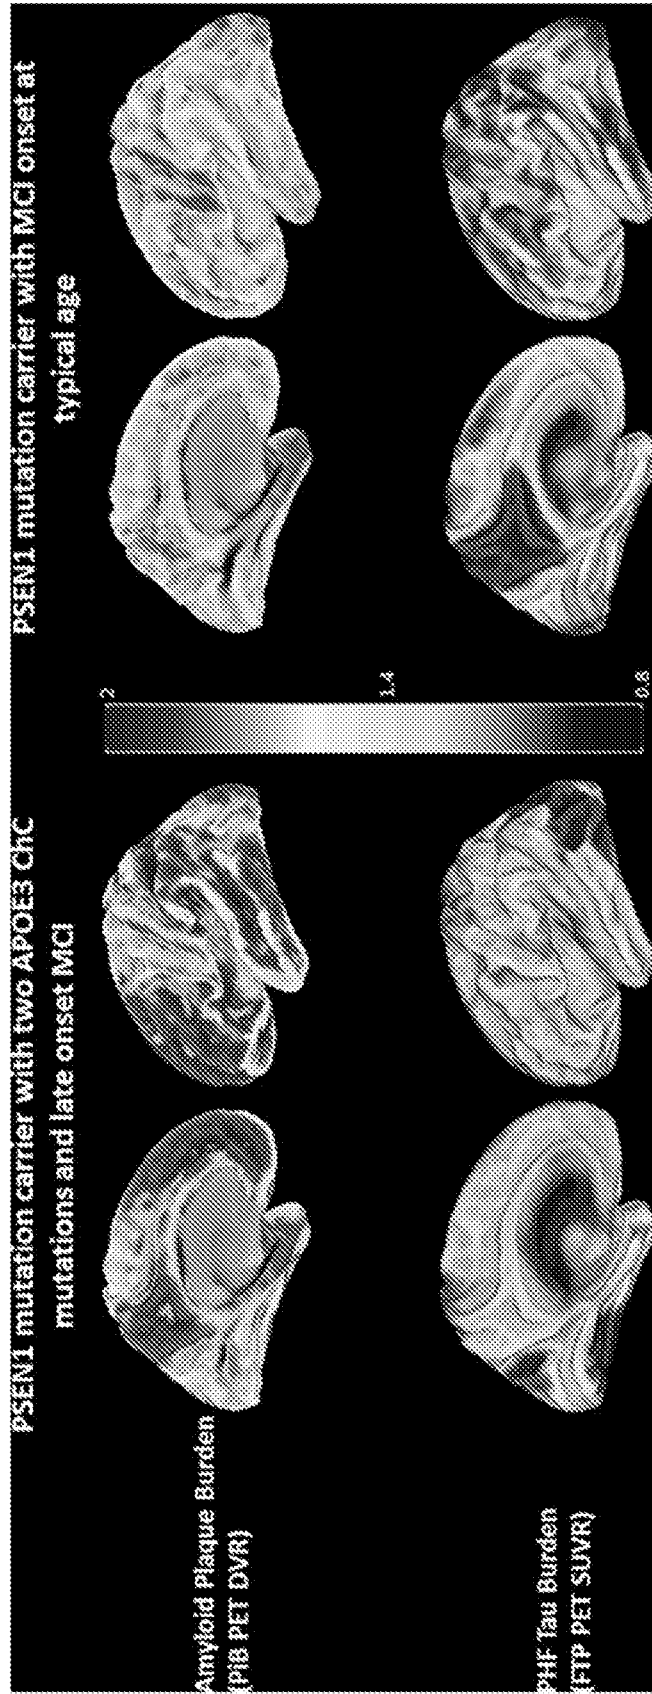 PSEN1 mutation carrier with two APOE3 ChC
mutations and late onset MCI
PSEN1 mutation carrier with MCI onset at
typical age
Amyloid Plaque Burden
(PiB PET DVR)
2
1.4
0.8
PHF Tau Burden
(FTP PET SUVR)